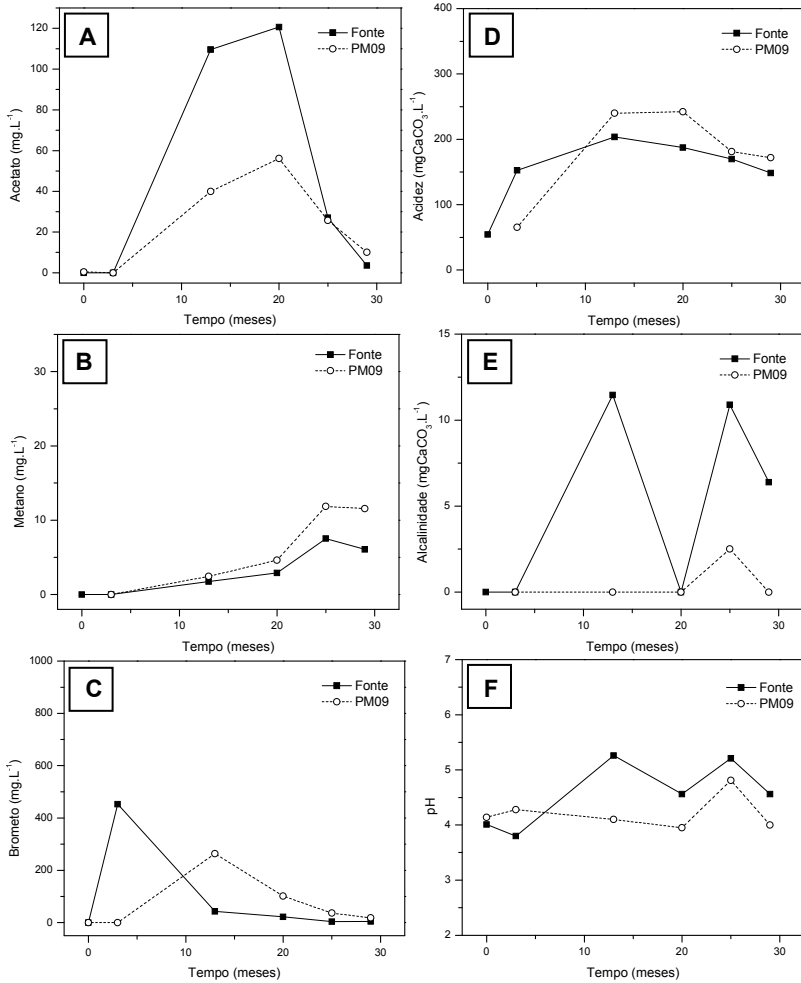 A
Fonte
PM09
120
100
80
60
40
20
0
Acetato (mg.L⁻¹)
0 10 20 30
Tempo (meses)
D
Fonte
PM09
400
350
300
250
200
150
100
50
0
Acidez (mgCaCO₃.L⁻¹)
0 10 20 30
Tempo (meses)
B
Fonte
PM09
30
20
10
0
Metano (mg.L⁻¹)
0 10 20 30
Tempo (meses)
E
Fonte
PM09
15
10
5
0
Alcalinidade (mgCaCO₃.L⁻¹)
0 10 20 30
Tempo (meses)
C
Fonte
PM09
1000
800
600
400
200
0
Brometo (mg.L⁻¹)
0 10 20 30
Tempo (meses)
F
Fonte
PM09
7
6
5
4
3
2
pH
0 10 20 30
Tempo (meses)